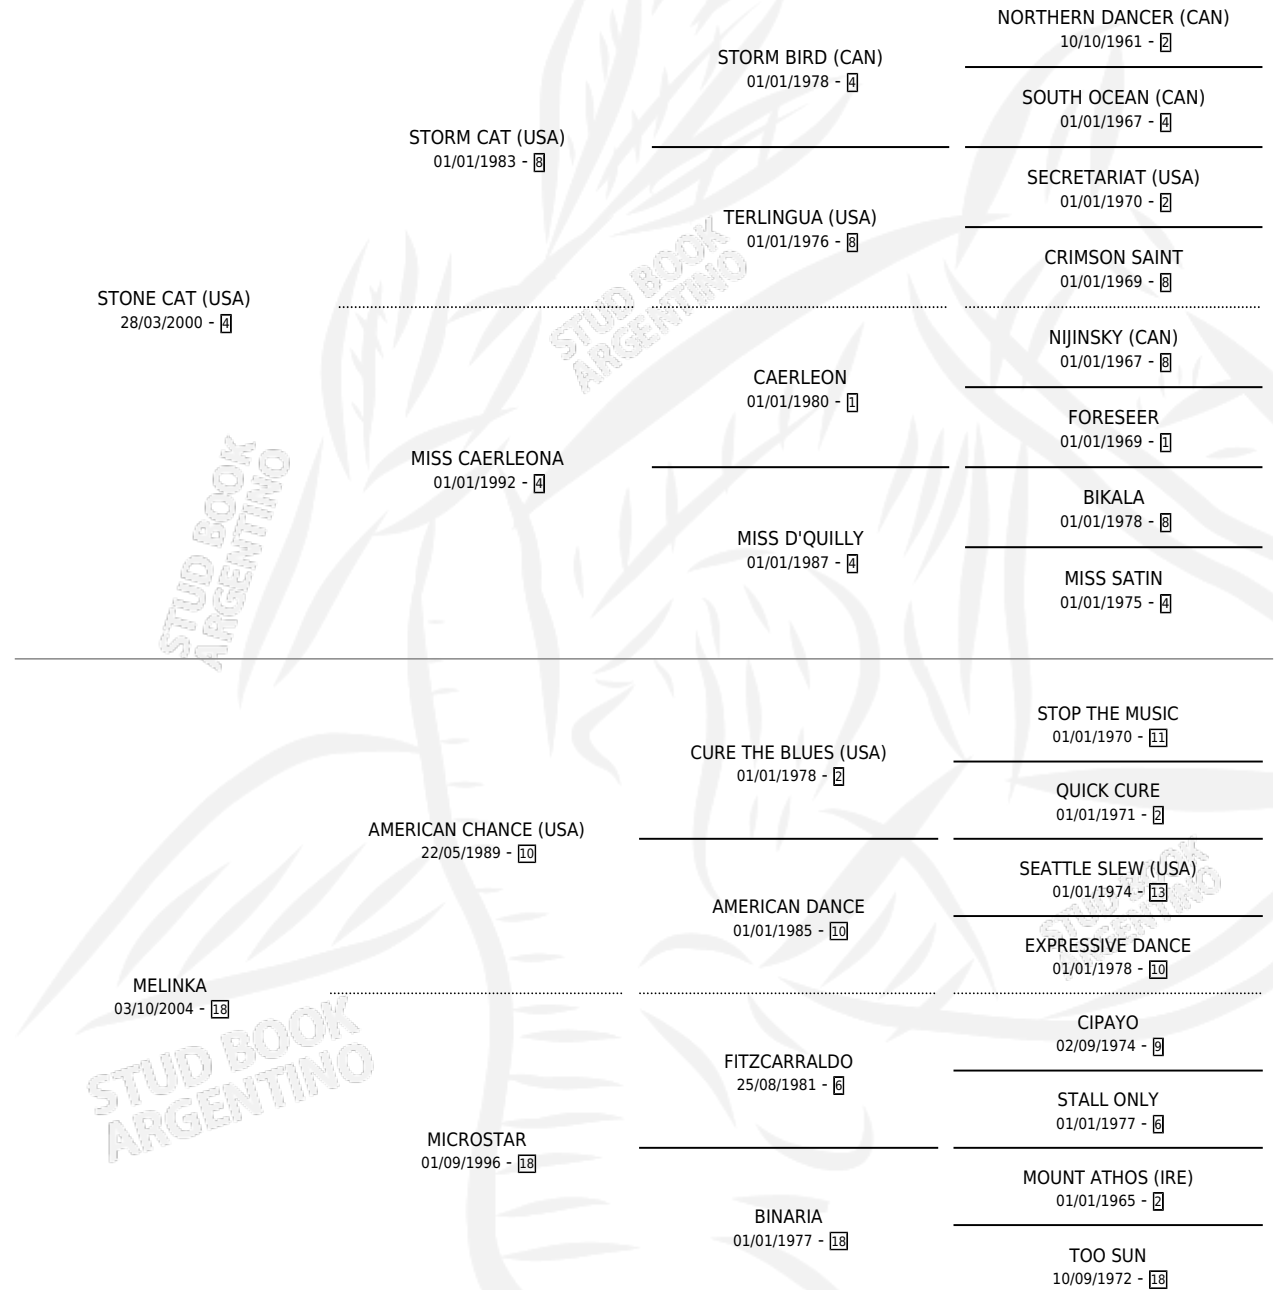 NORTHERN DANCER (CAN)
10/10/1961 - 2
STORM BIRD (CAN)
01/01/1978 - 4
SOUTH OCEAN (CAN)
01/01/1967 - 4
STORM CAT (USA)
01/01/1983 - 8
SECRETARIAT (USA)
01/01/1970 - 2
TERLINGUA (USA)
01/01/1976 - 8
CRIMSON SAINT
01/01/1969 - 8
STONE CAT (USA)
28/03/2000 - 4
STUD BOOK
ARGENTINO
NIJINSKY (CAN)
01/01/1967 - 8
CAERLEON
01/01/1980 - 1
FORESEER
01/01/1969 - 1
MISS CAERLEONA
01/01/1992 - 4
BIKALA
01/01/1978 - 8
MISS D'QUILLY
01/01/1987 - 4
MISS SATIN
01/01/1975 - 4
STUD BOOK
ARGENTINO
STOP THE MUSIC
01/01/1970 - 11
CURE THE BLUES (USA)
01/01/1978 - 2
QUICK CURE
01/01/1971 - 2
AMERICAN CHANCE (USA)
22/05/1989 - 10
SEATTLE SLEW (USA)
01/01/1974 - 13
STUD BOOK
ARGENTINO
AMERICAN DANCE
01/01/1985 - 10
EXPRESSIVE DANCE
01/01/1978 - 10
MELINKA
03/10/2004 - 18
STUD BOOK
ARGENTINO
CIPAYO
02/09/1974 - 9
FITZCARRALDO
25/08/1981 - 6
STALL ONLY
01/01/1977 - 6
MICROSTAR
01/09/1996 - 18
MOUNT ATHOS (IRE)
01/01/1965 - 2
BINARIA
01/01/1977 - 18
TOO SUN
10/09/1972 - 18